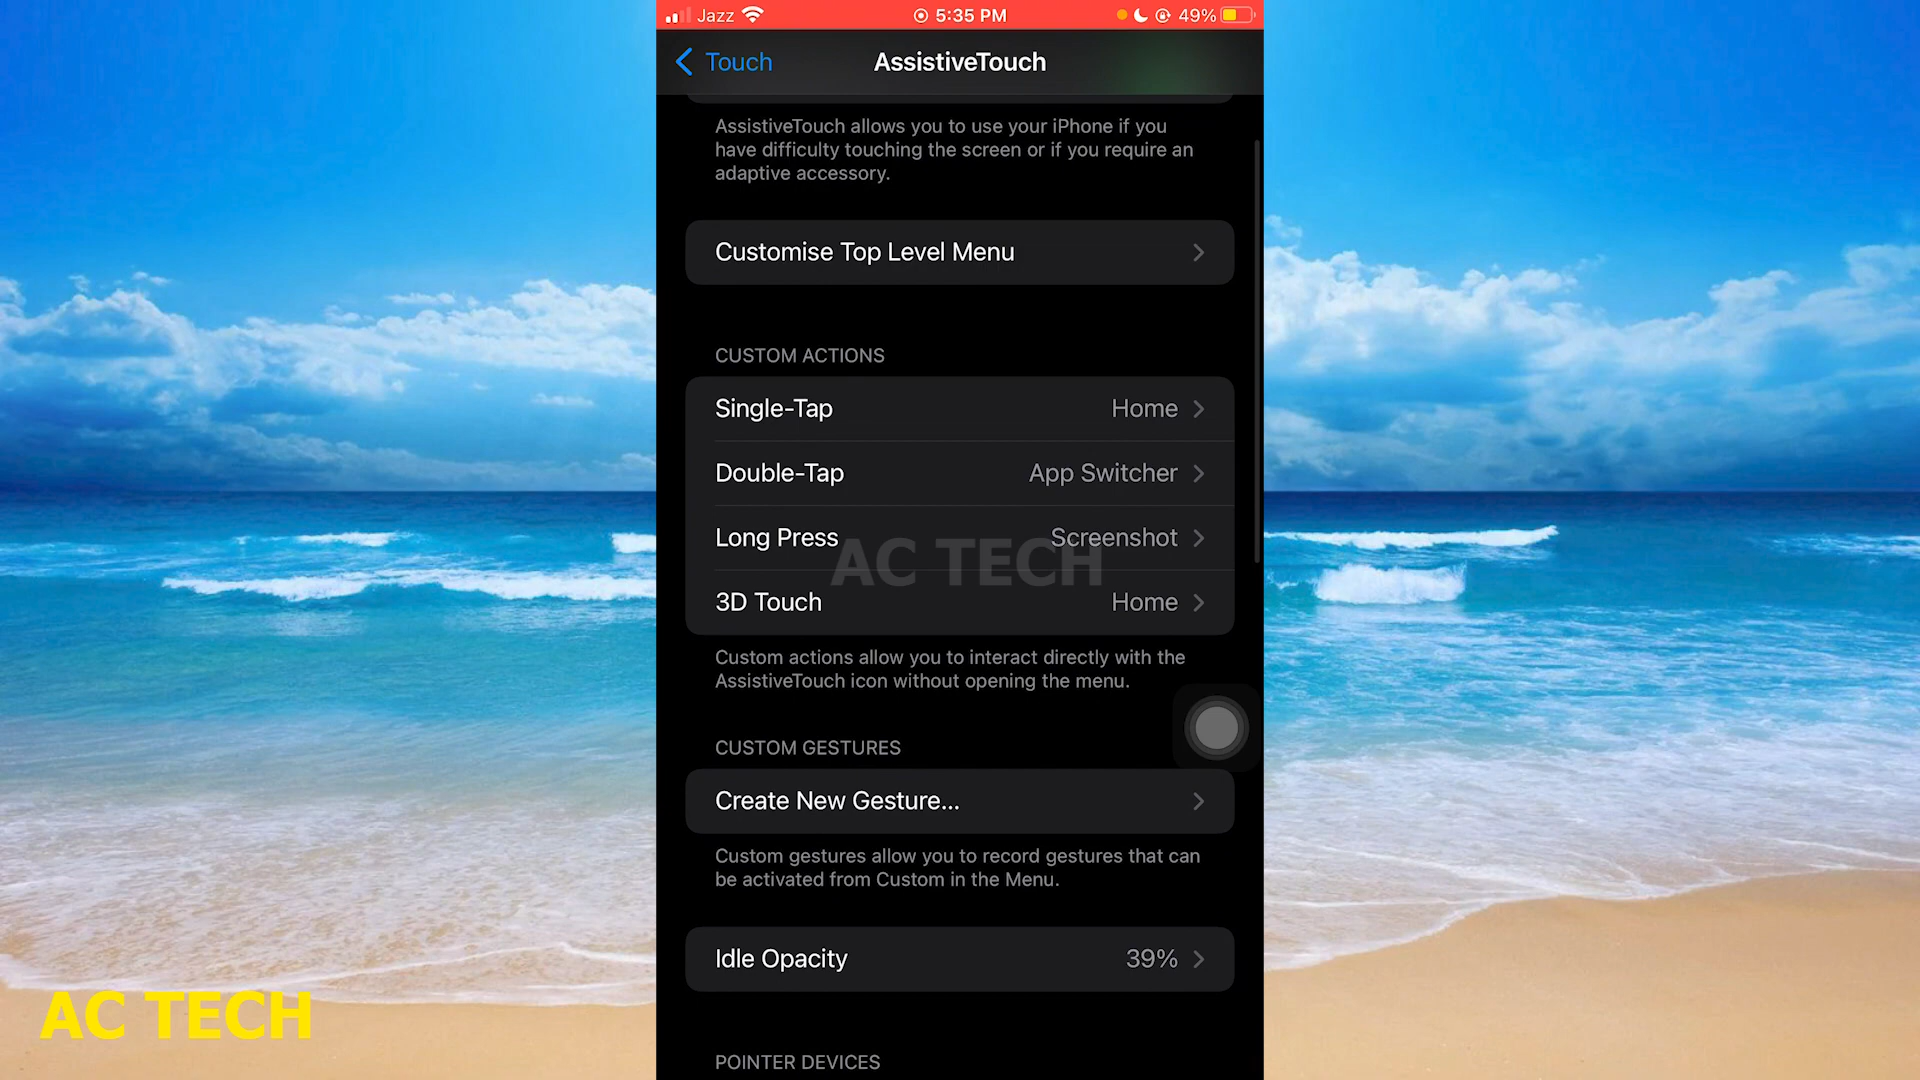 Jazz 5:35 PM 49%
Touch AssistiveTouch
AssistiveTouch allows you to use your iPhone if you
have difficulty touching the screen or if you require an
adaptive accessory.
Customise Top Level Menu
CUSTOM ACTIONS
Single-Tap Home
Double-Tap App Switcher
Long Press Screenshot
AC TECH
3D Touch Home
Custom actions allow you to interact directly with the
AssistiveTouch icon without opening the menu.
CUSTOM GESTURES
Create New Gesture...
Custom gestures allow you to record gestures that can
be activated from Custom in the Menu.
Idle Opacity 39%
AC TECH
POINTER DEVICES